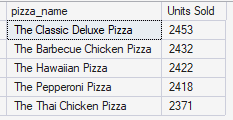 pizza_name Units Sold
The Classic Deluxe Pizza 2453
The Barbecue Chicken Pizza 2432
The Hawaiian Pizza 2422
The Pepperoni Pizza 2418
The Thai Chicken Pizza 2371